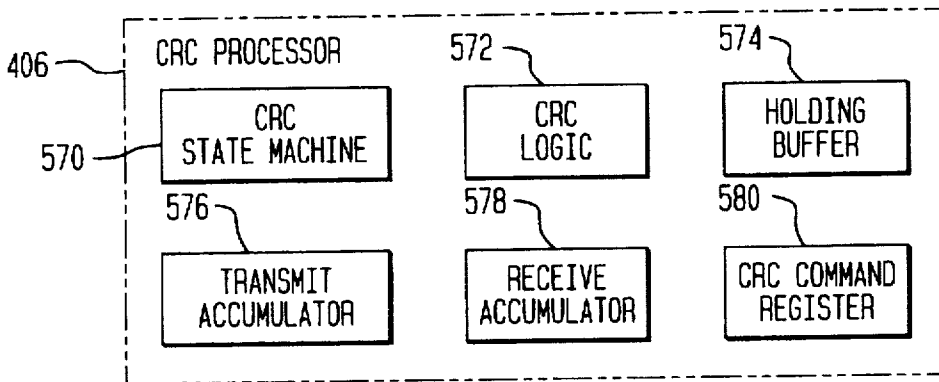 406
CRC PROCESSOR
572
574
CRC
STATE MACHINE
CRC
LOGIC
HOLDING
BUFFER
570
576
578
580
TRANSMIT
ACCUMULATOR
RECEIVE
ACCUMULATOR
CRC COMMAND
REGISTER